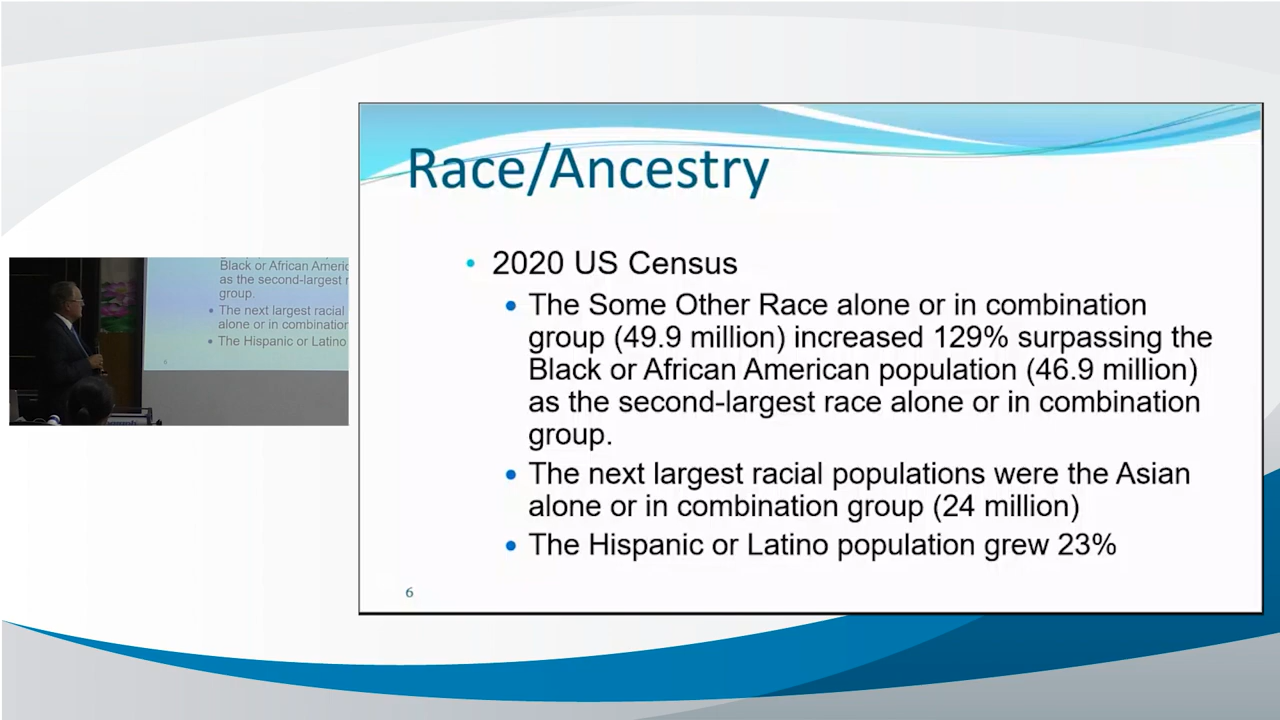 Race/Ancestry
• 2020 US Census
• The Some Other Race alone or in combination
group (49.9 million) increased 129% surpassing the
Black or African American population (46.9 million)
as the second-largest race alone or in combination
group.
• The next largest racial populations were the Asian
alone or in combination group (24 million)
• The Hispanic or Latino population grew 23%
6
Black or African Americ
as the second-largest r
group.
• The next largest racial
alone or in combination
• The Hispanic or Latino